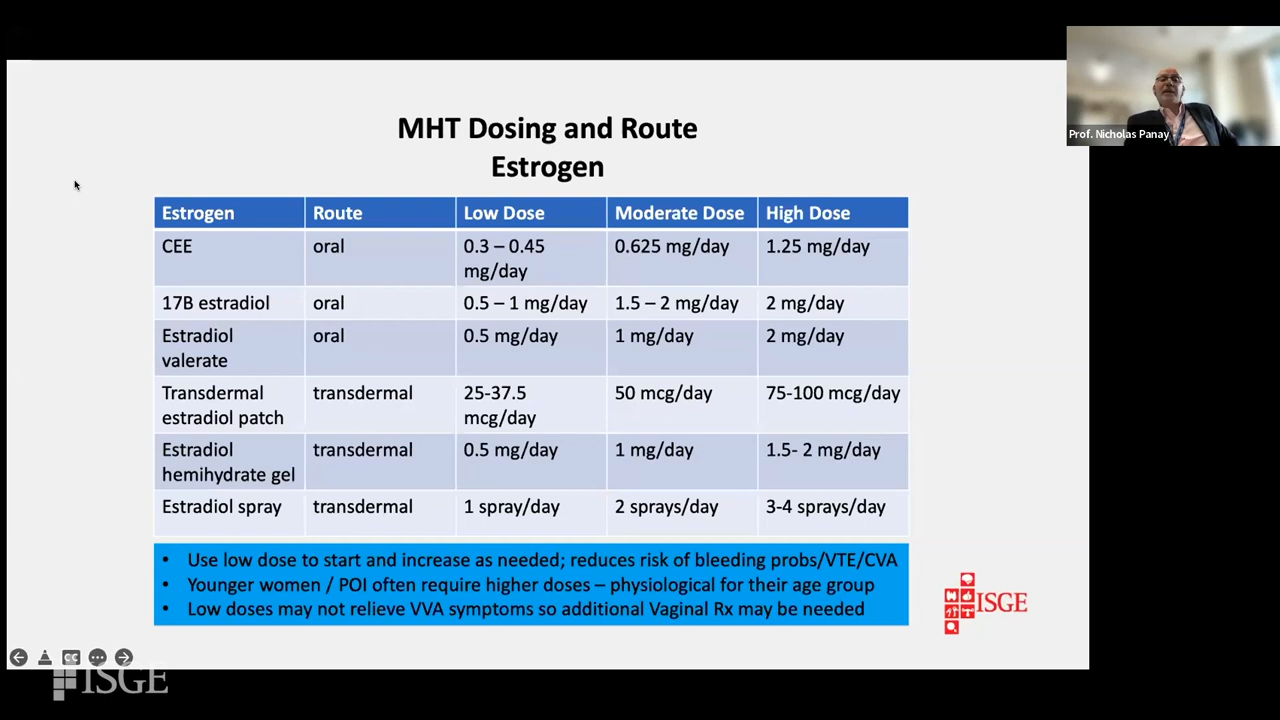 Prof. Nicholas Panay
MHT Dosing and Route
Estrogen
Estrogen Route Low Dose Moderate Dose High Dose
CEE oral 0.3 – 0.45 mg/day 0.625 mg/day 1.25 mg/day
17B estradiol oral 0.5 – 1 mg/day 1.5 – 2 mg/day 2 mg/day
Estradiol valerate oral 0.5 mg/day 1 mg/day 2 mg/day
Transdermal estradiol patch transdermal 25-37.5 mcg/day 50 mcg/day 75-100 mcg/day
Estradiol hemihydrate gel transdermal 0.5 mg/day 1 mg/day 1.5- 2 mg/day
Estradiol spray transdermal 1 spray/day 2 sprays/day 3-4 sprays/day
• Use low dose to start and increase as needed; reduces risk of bleeding probs/VTE/CVA
• Younger women / POI often require higher doses – physiological for their age group
• Low doses may not relieve VVA symptoms so additional Vaginal Rx may be needed
ISGE
CC
ISGE